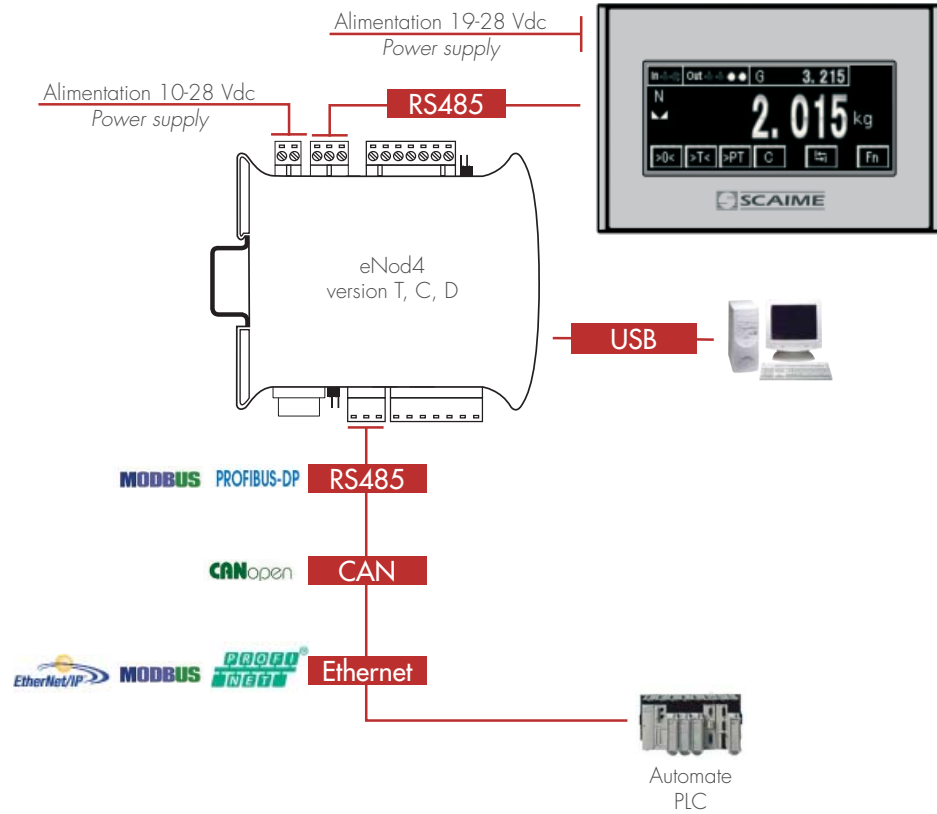 Alimentation 19-28 Vdc
Power supply
Alimentation 10-28 Vdc
Power supply
RS485
In
Out
G
3. 215
N
2. 015 kg
>0<
>T<
>PT
C
Fn
SCAIME
eNod4
version T, C, D
USB
MODBUS PROFIBUS-DP RS485
CANopen CAN
EtherNet/IP MODBUS PROFI NET ® Ethernet
Automate
PLC